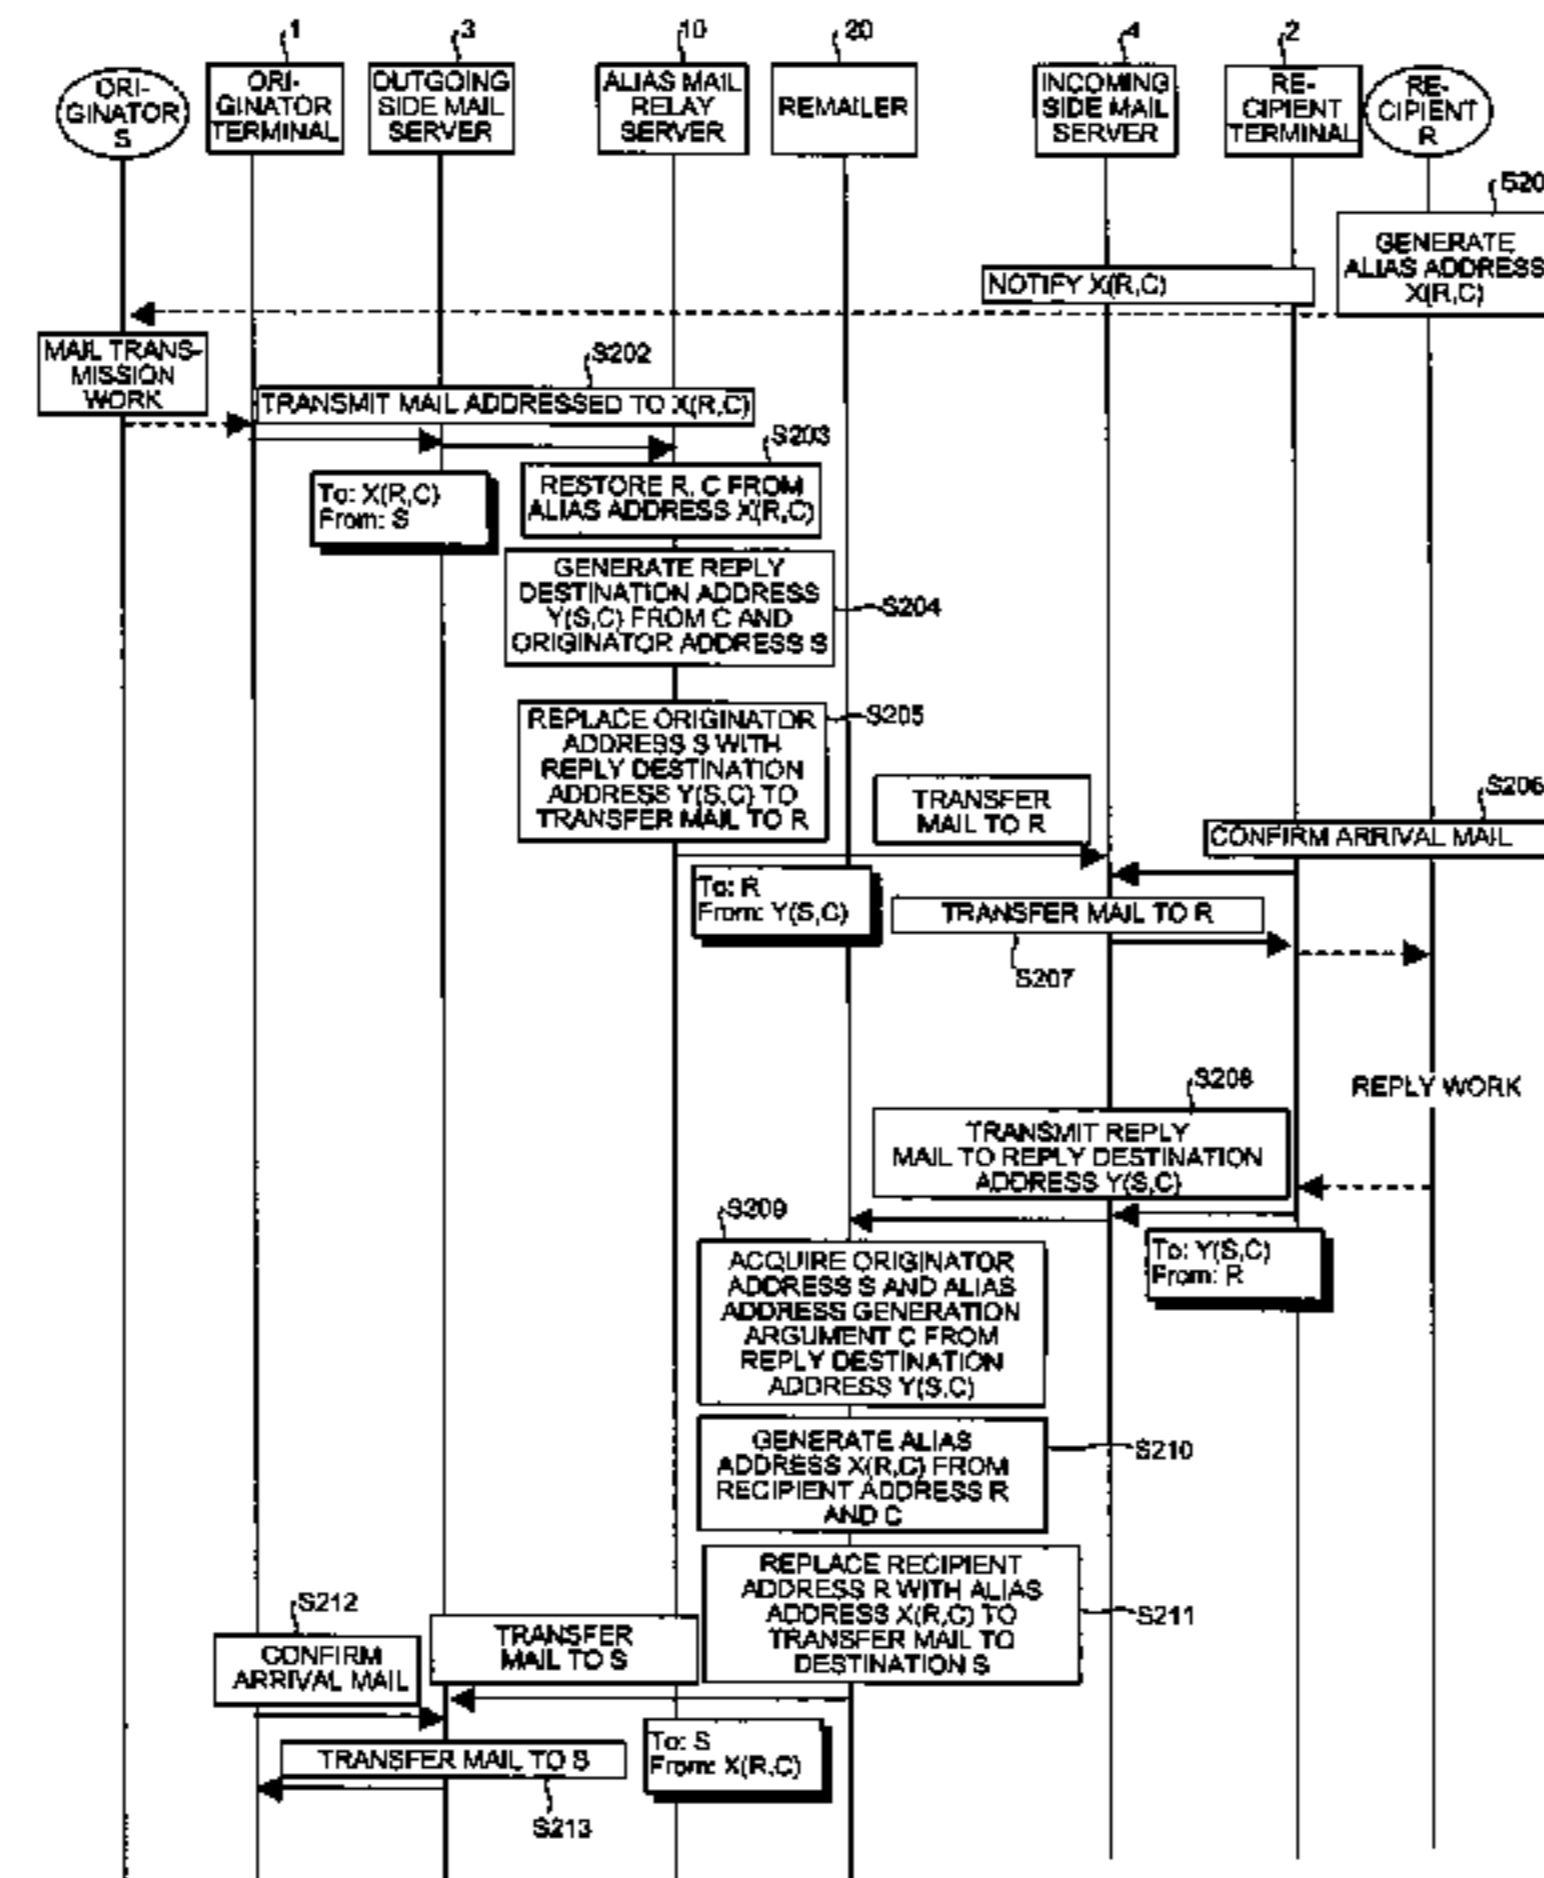 1
3
10
20
4
2
ORI-
GINATOR
S
ORI-
GINATOR
TERMINAL
OUTGOING
SIDE MAIL
SERVER
ALIAS MAIL
RELAY
SERVER
REMAILER
INCOMING
SIDE MAIL
SERVER
RE-
CIPIENT
TERMINAL
RE-
CIPIENT
R
GENERATE
ALIAS ADDRESS
X(R,C)
NOTIFY X(R,C)
MAIL TRANS-
MISSION
WORK
S202
TRANSMIT MAIL ADDRESSED TO X(R,C)
To: X(R,C)
From: S
S203
RESTORE R, C FROM
ALIAS ADDRESS X(R,C)
GENERATE REPLY
DESTINATION ADDRESS
Y(S,C) FROM C AND
ORIGINATOR ADDRESS S
S204
REPLACE ORIGINATOR
ADDRESS S WITH
REPLY DESTINATION
ADDRESS Y(S,C) TO
TRANSFER MAIL TO R
S205
TRANSFER
MAIL TO R
S206
CONFIRM ARRIVAL MAIL
To: R
From: Y(S,C)
TRANSFER MAIL TO R
S207
REPLY WORK
S208
TRANSMIT REPLY
MAIL TO REPLY DESTINATION
ADDRESS Y(S,C)
To: Y(S,C)
From: R
S209
ACQUIRE ORIGINATOR
ADDRESS S AND ALIAS
ADDRESS GENERATION
ARGUMENT C FROM
REPLY DESTINATION
ADDRESS Y(S,C)
GENERATE ALIAS
ADDRESS X(R,C) FROM
RECIPIENT ADDRESS R
AND C
S210
REPLACE RECIPIENT
ADDRESS R WITH ALIAS
ADDRESS X(R,C) TO
TRANSFER MAIL TO
DESTINATION S
S211
S212
CONFIRM
ARRIVAL MAIL
TRANSFER
MAIL TO S
To: S
From: X(R,C)
TRANSFER MAIL TO S
S213